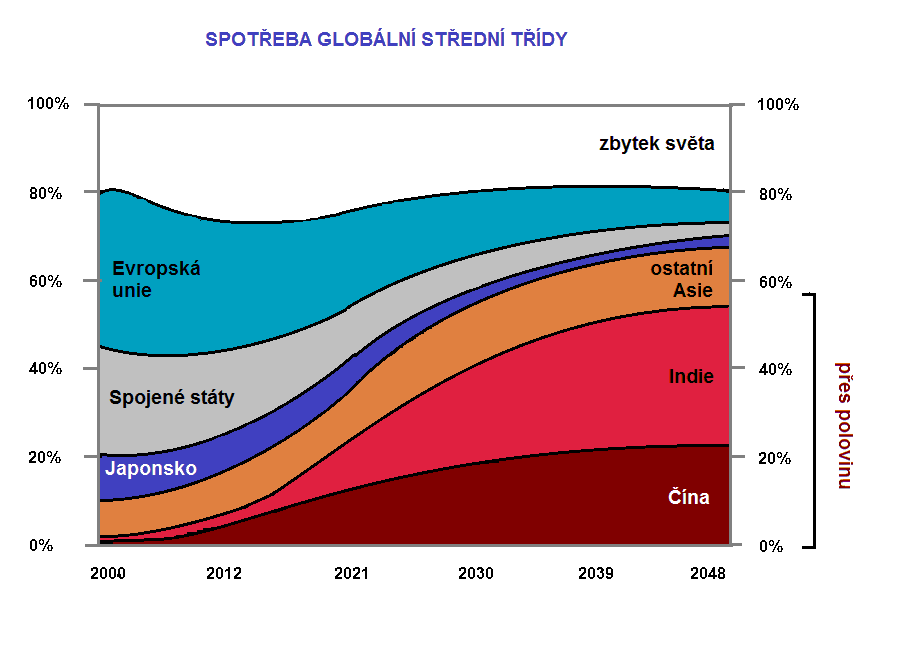 SPOTŘEBA GLOBÁLNÍ STŘEDNÍ TŘÍDY
100%
80%
60%
40%
20%
0%
100%
80%
60%
40%
20%
0%
zbytek světa
Evropská
unie
ostatní
Asie
Spojené státy
Indie
Japonsko
Čína
přes polovinu
2000
2012
2021
2030
2039
2048